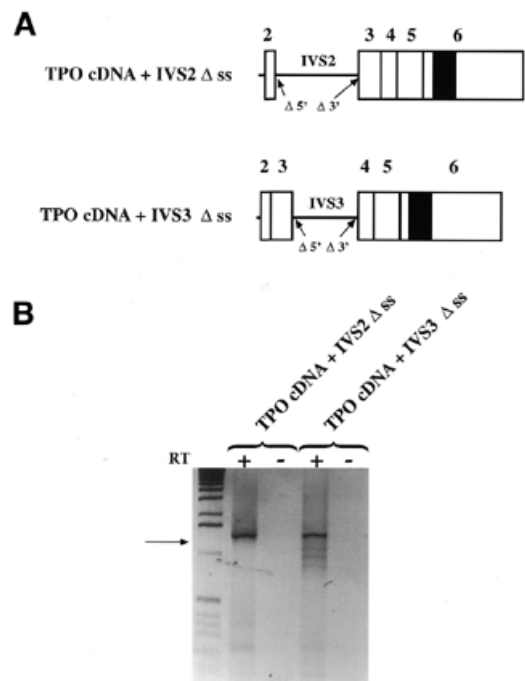 A
2 IVS2 3 4 5 6
TPO cDNA + IVS2 Δ ss
Δ 5' Δ 3'
2 3 IVS3 4 5 6
TPO cDNA + IVS3 Δ ss
Δ 5' Δ 3'
B
TPO cDNA + IVS2 Δ ss
TPO cDNA + IVS3 Δ ss
RT + - + -